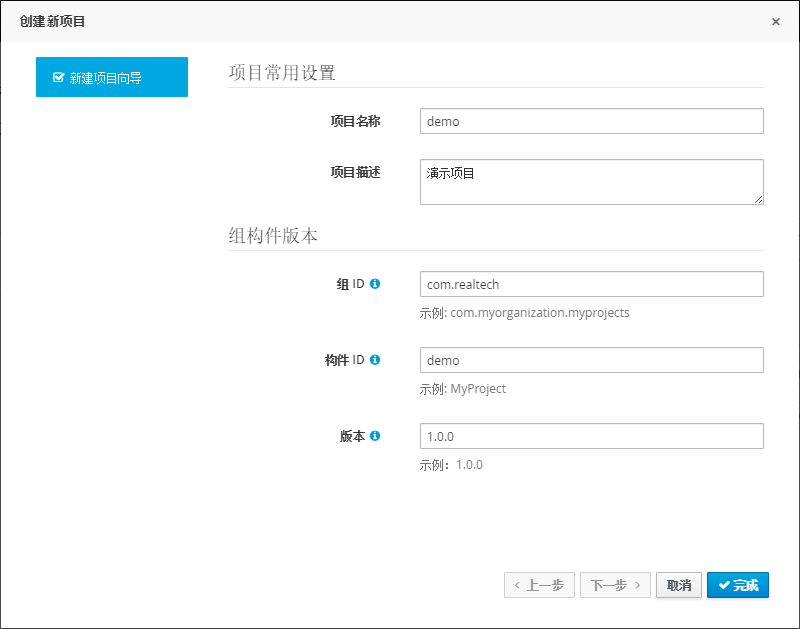 创建新项目
×
新建项目向导
项目常用设置
项目名称
demo
项目描述
演示项目
组构件版本
组 ID
com.realtech
示例: com.myorganization.myprojects
构件 ID
demo
示例: MyProject
版本
1.0.0
示例：1.0.0
上一步
下一步
取消
完成